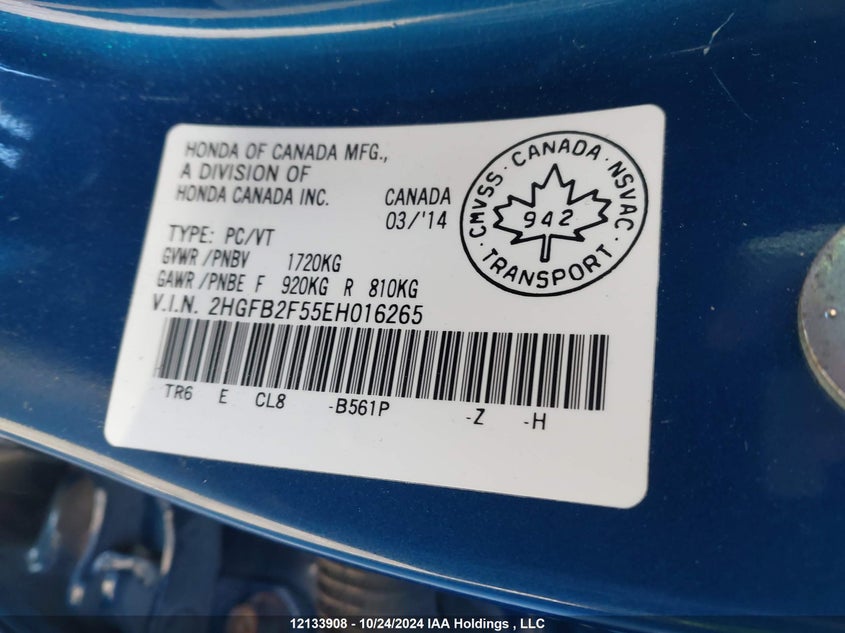 HONDA OF CANADA MFG.,
A DIVISION OF
HONDA CANADA INC.
CANADA
03/'14
TYPE: PC/VT
GVWR /PNBV 1720KG
GAWR /PNBE F 920KG R 810KG
V.I.N. 2HGFB2F55EH016265
TR6 E CL8 -B561P -Z -H
CMVSS · CANADA · NSVAC · TRANSPORT ·
942
12133908 - 10/24/2024 IAA Holdings , LLC